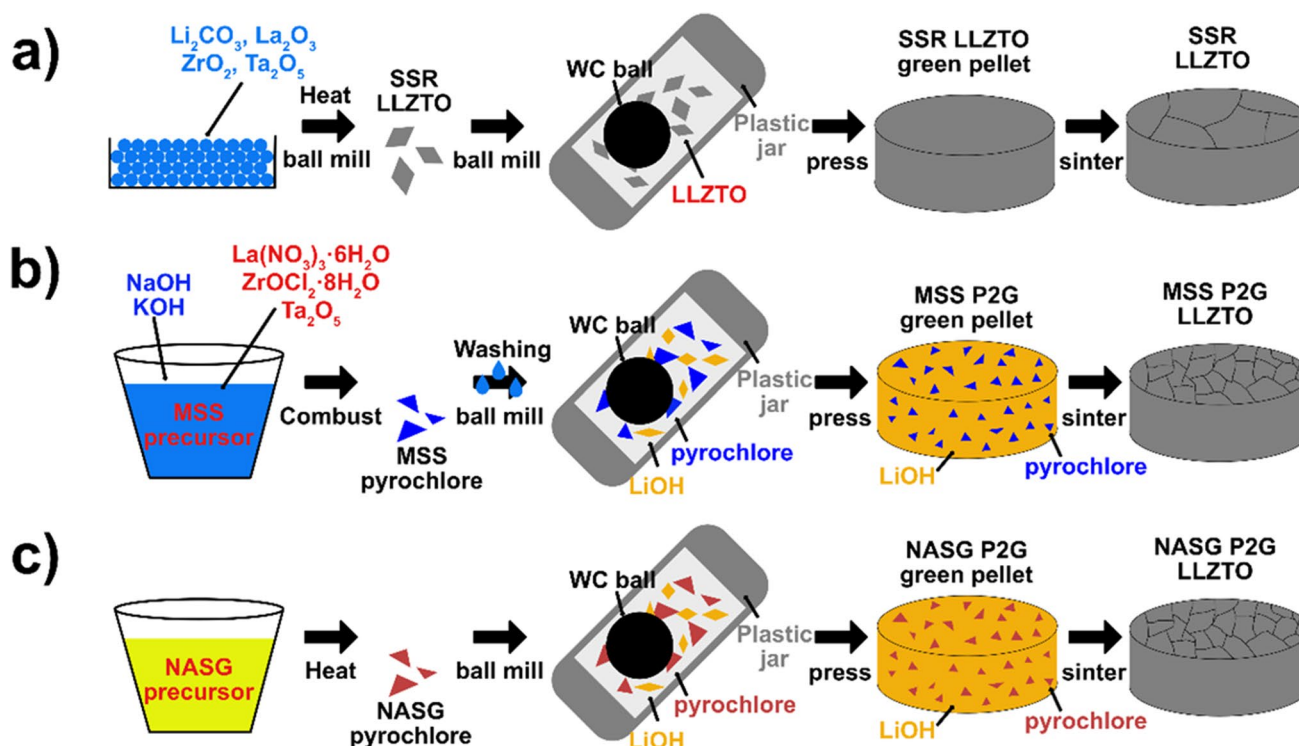 a)
Li₂CO₃, La₂O₃
ZrO₂, Ta₂O₅
Heat
ball mill
SSR
LLZTO
ball mill
WC ball
Plastic
jar
LLZTO
press
SSR LLZTO
green pellet
sinter
SSR
LLZTO
b)
NaOH
KOH
La(NO₃)₃·6H₂O
ZrOCl₂·8H₂O
Ta₂O₅
MSS
precursor
Combust
MSS
pyrochlore
Washing
ball mill
WC ball
Plastic
jar
pyrochlore
LiOH
press
MSS P2G
green pellet
LiOH
pyrochlore
sinter
MSS P2G
LLZTO
c)
NASG
precursor
Heat
NASG
pyrochlore
ball mill
WC ball
Plastic
jar
pyrochlore
LiOH
press
NASG P2G
green pellet
LiOH
pyrochlore
sinter
NASG P2G
LLZTO